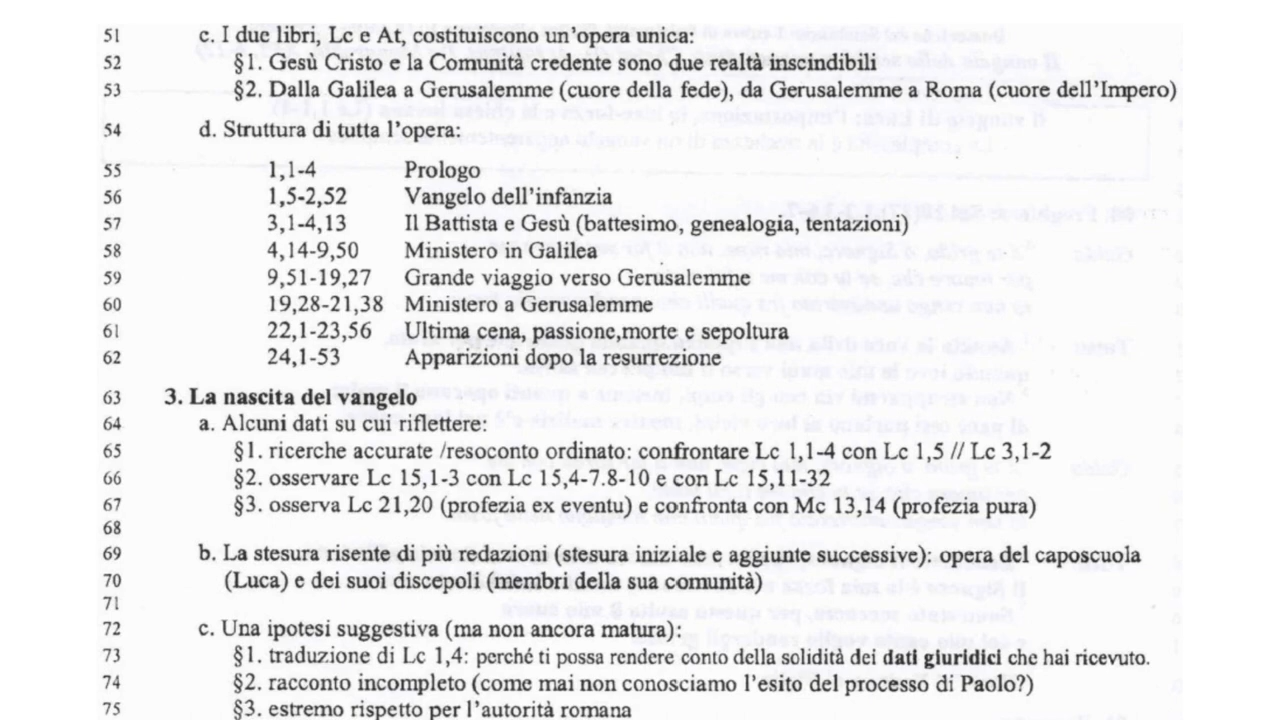 51 c. I due libri, Lc e At, costituiscono un'opera unica:
52 §1. Gesù Cristo e la Comunità credente sono due realtà inscindibili
53 §2. Dalla Galilea a Gerusalemme (cuore della fede), da Gerusalemme a Roma (cuore dell'Impero)
54 d. Struttura di tutta l'opera:
55 1,1-4 Prologo
56 1,5-2,52 Vangelo dell'infanzia
57 3,1-4,13 Il Battista e Gesù (battesimo, genealogia, tentazioni)
58 4,14-9,50 Ministero in Galilea
59 9,51-19,27 Grande viaggio verso Gerusalemme
60 19,28-21,38 Ministero a Gerusalemme
61 22,1-23,56 Ultima cena, passione,morte e sepoltura
62 24,1-53 Apparizioni dopo la resurrezione
63 3. La nascita del vangelo
64 a. Alcuni dati su cui riflettere:
65 §1. ricerche accurate /resoconto ordinato: confrontare Lc 1,1-4 con Lc 1,5 // Lc 3,1-2
66 §2. osservare Lc 15,1-3 con Lc 15,4-7.8-10 e con Lc 15,11-32
67 §3. osserva Lc 21,20 (profezia ex eventu) e confronta con Mc 13,14 (profezia pura)
68
69 b. La stesura risente di più redazioni (stesura iniziale e aggiunte successive): opera del caposcuola
70 (Luca) e dei suoi discepoli (membri della sua comunità)
71
72 c. Una ipotesi suggestiva (ma non ancora matura):
73 §1. traduzione di Lc 1,4: perché ti possa rendere conto della solidità dei dati giuridici che hai ricevuto.
74 §2. racconto incompleto (come mai non conosciamo l'esito del processo di Paolo?)
75 §3. estremo rispetto per l'autorità romana